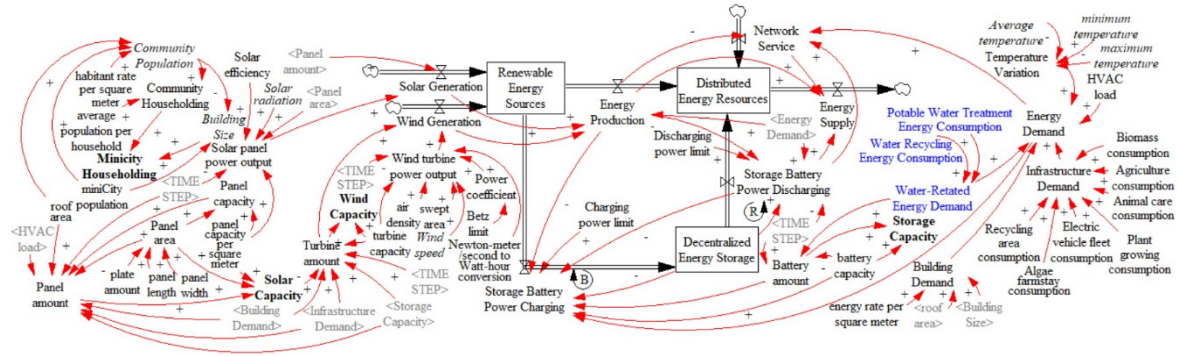 Community
Population
habitant rate
per square
meter
average
population per
household
Community
Householding
Minicity
Householding
miniCity
population
Solar
efficiency
Solar
radiation
Building
Size
Solar panel
power output
<Panel
amount>
<Panel
area>
<TIME
STEP>
Panel
capacity
panel
capacity per
square meter
Panel
area
plate
amount
panel
length
panel
width
roof
area
<HVAC
load>
Panel
amount
Solar
Capacity
<Building
Demand>
<Infrastructure
Demand>
<Storage
Capacity>
<TIME
STEP>
Turbine
amount
Wind
Capacity
<TIME
STEP>
turbine
capacity
air
density
swept
area
Wind
speed
Wind turbine
power output
Power
coefficient
Betz
limit
Newton-meter
/second to
Watt-hour
conversion
Solar Generation
Wind Generation
Renewable
Energy
Sources
Energy
Production
Distributed
Energy Resources
Network
Service
Energy
Supply
<Energy
Demand>
Discharging
power limit
Storage Battery
Power Discharging
Charging
power limit
R
B
Decentralized
Energy Storage
Storage Battery
Power Charging
<TIME
STEP>
Battery
amount
battery
capacity
Storage
Capacity
Potable Water Treatment
Energy Consumption
Water Recycling
Energy Consumption
Water-Retated
Energy Demand
Average
temperature
minimum
temperature
maximum
temperature
Temperature
Variation
HVAC
load
Energy
Demand
Infrastructure
Demand
Biomass
consumption
Agriculture
consumption
Animal care
consumption
Plant
growing consumption
Electric
vehicle fleet
Algae
farmstay
consumption
Recycling
area
consumption
Building
Demand
energy rate per
square meter
<roof
area>
<Building
Size>